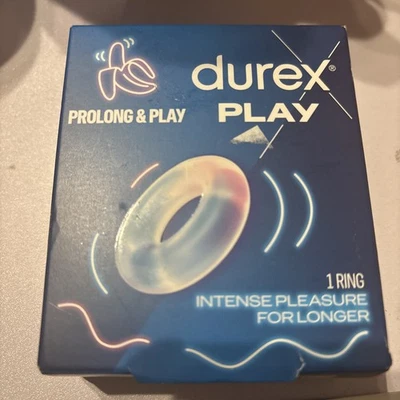 durex®
PROLONG & PLAY
PLAY
1 RING
INTENSE PLEASURE
FOR LONGER